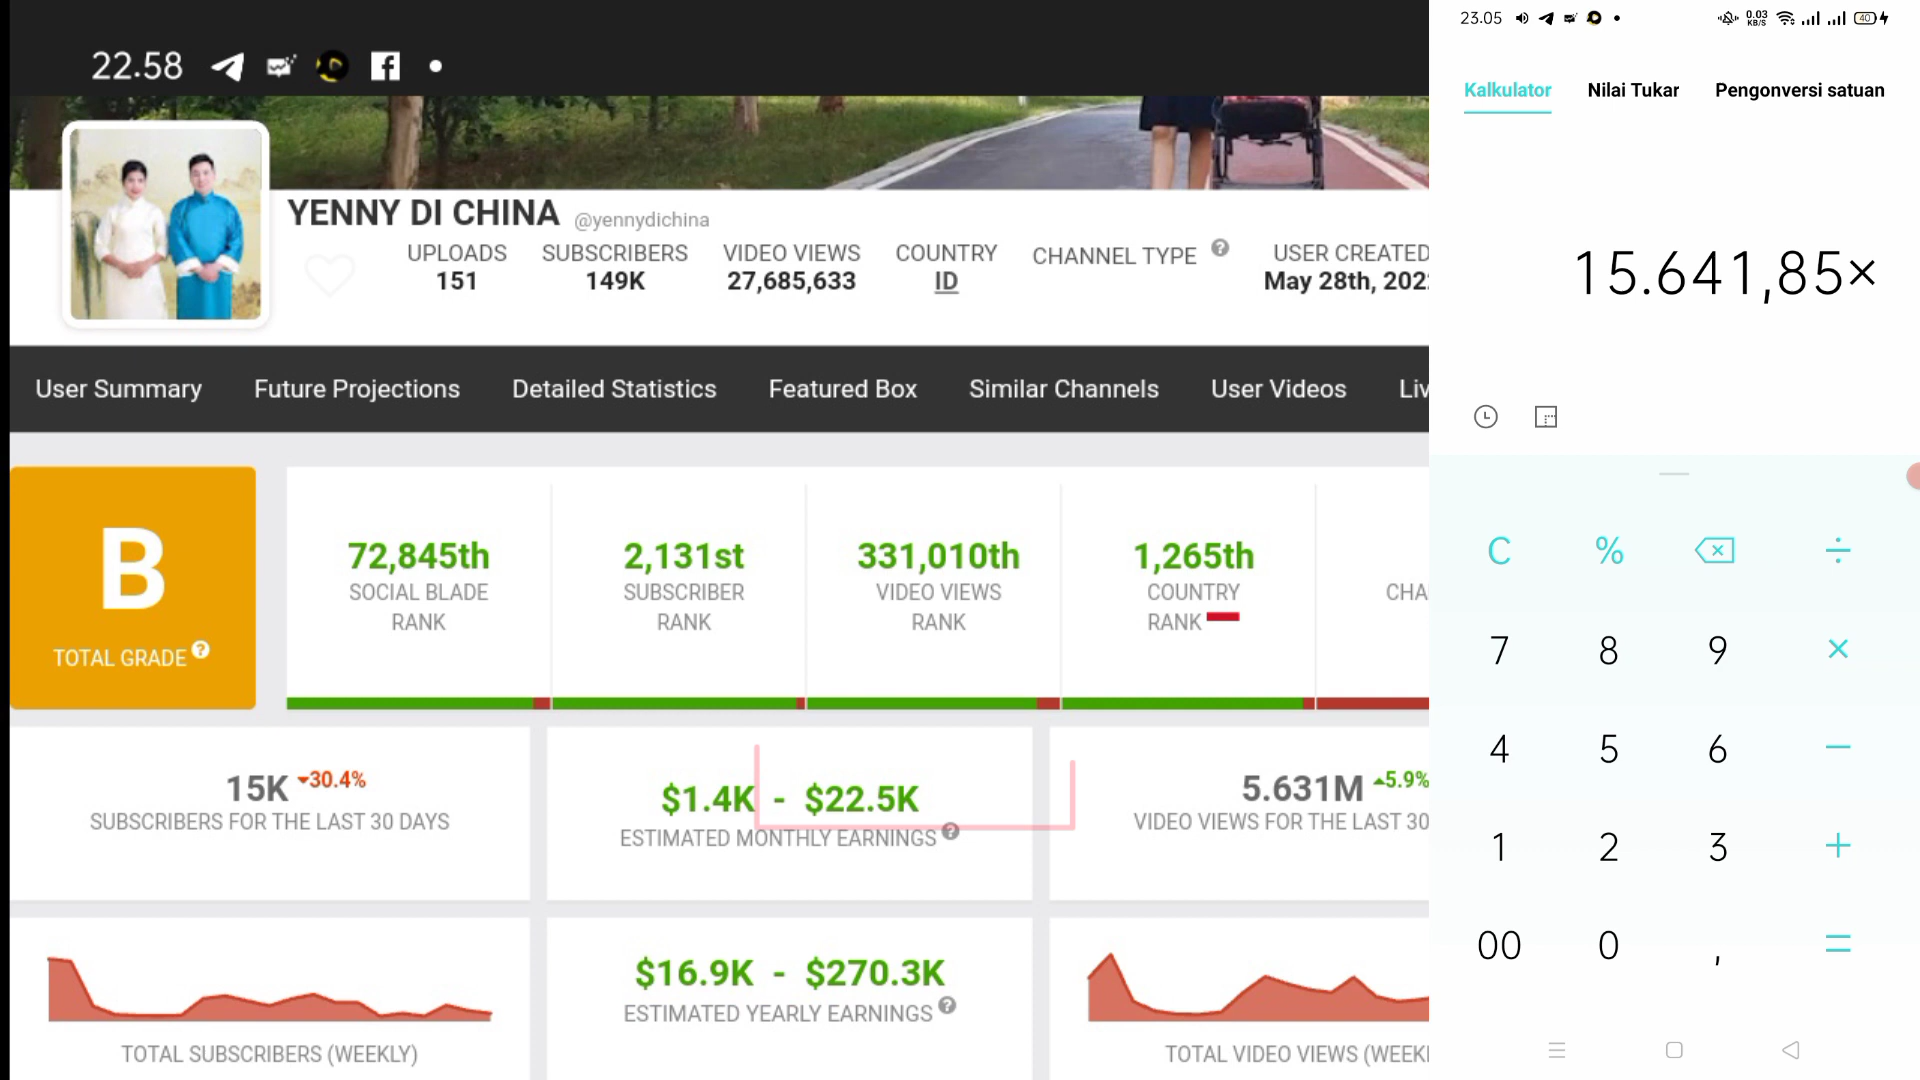 22.58
YENNY DI CHINA @yennydichina
UPLOADS SUBSCRIBERS VIDEO VIEWS COUNTRY CHANNEL TYPE ? USER CREATED
151 149K 27,685,633 ID May 28th, 202
User Summary Future Projections Detailed Statistics Featured Box Similar Channels User Videos Liv
B
TOTAL GRADE ?
72,845th
SOCIAL BLADE
RANK
2,131st
SUBSCRIBER
RANK
331,010th
VIDEO VIEWS
RANK
1,265th
COUNTRY
RANK
CHA
15K 30.4%
SUBSCRIBERS FOR THE LAST 30 DAYS
$1.4K - $22.5K
ESTIMATED MONTHLY EARNINGS ?
5.631M 5.9%
VIDEO VIEWS FOR THE LAST 30
TOTAL SUBSCRIBERS (WEEKLY)
$16.9K - $270.3K
ESTIMATED YEARLY EARNINGS ?
TOTAL VIDEO VIEWS (WEEK
23.05 0.03 KB/S 40
Kalkulator Nilai Tukar Pengonversi satuan
15.641,85×
C % ÷
7 8 9 ×
4 5 6 −
1 2 3 +
00 0 , =